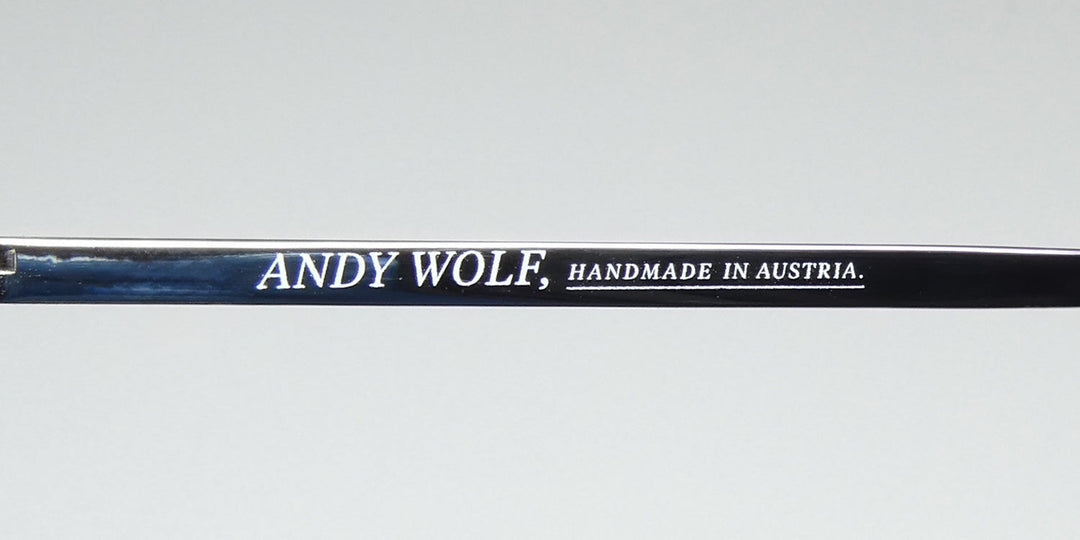 ANDY WOLF, HANDMADE IN AUSTRIA.